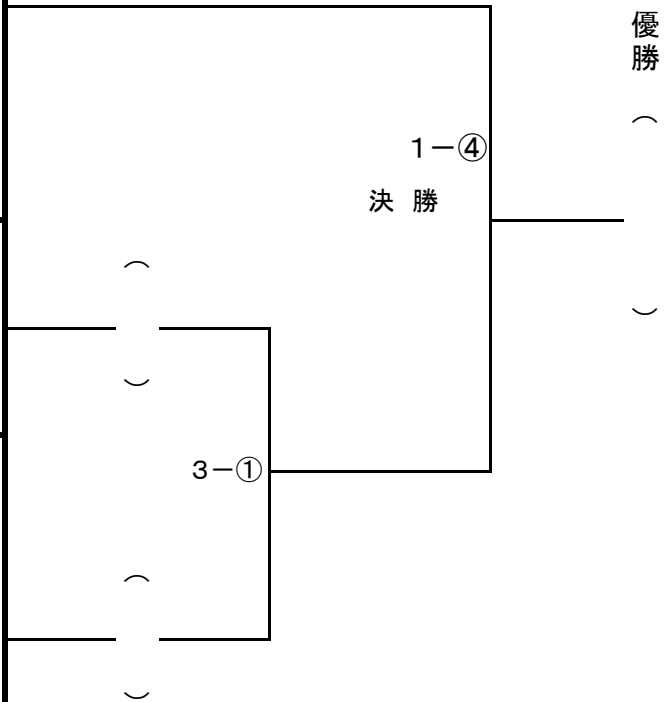 優勝
（　）
1－④
決 勝
（　）
3－①
（　）